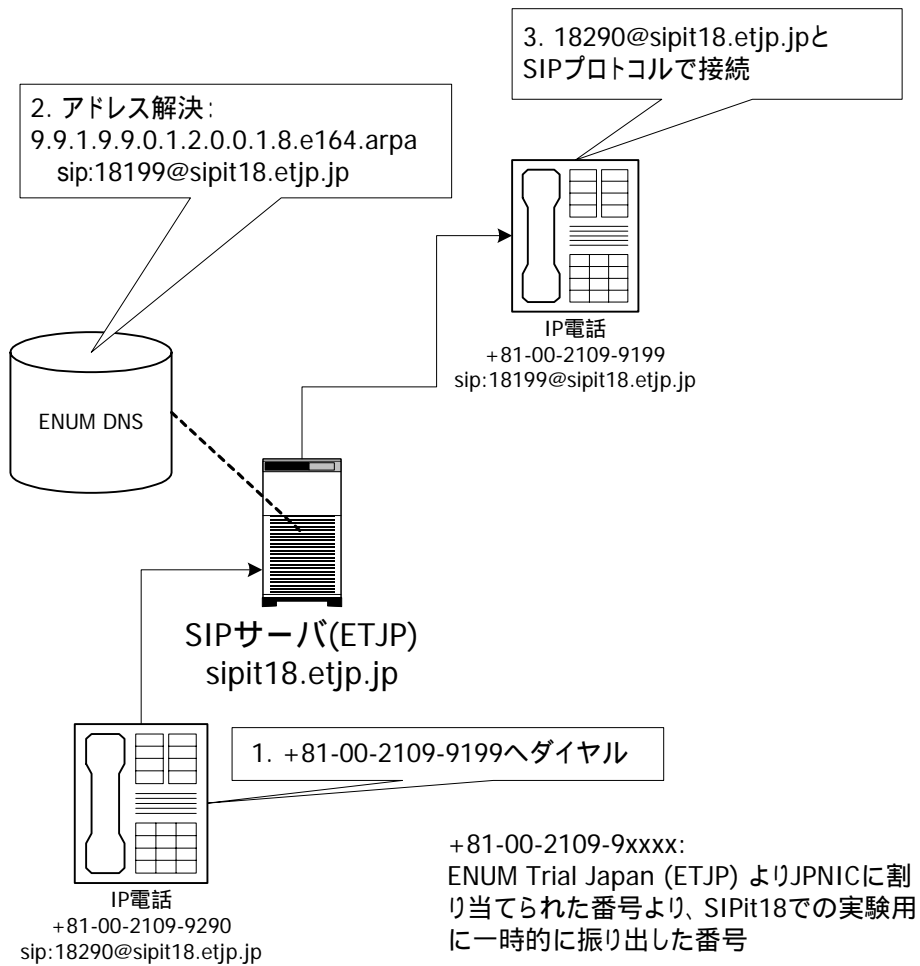 3. 18290@sipit18.etjp.jpと
SIPプロトコルで接続
2. アドレス解決：
9.9.1.9.9.0.1.2.0.0.1.8.e164.arpa
sip:18199@sipit18.etjp.jp
IP電話
+81-00-2109-9199
sip:18199@sipit18.etjp.jp
ENUM DNS
SIPサーバ(ETJP)
sipit18.etjp.jp
1. +81-00-2109-9199へダイヤル
IP電話
+81-00-2109-9290
sip:18290@sipit18.etjp.jp
+81-00-2109-9xxxx:
ENUM Trial Japan (ETJP) よりJPNICに割
り当てられた番号より、SIPit18での実験用
に一時的に振り出した番号